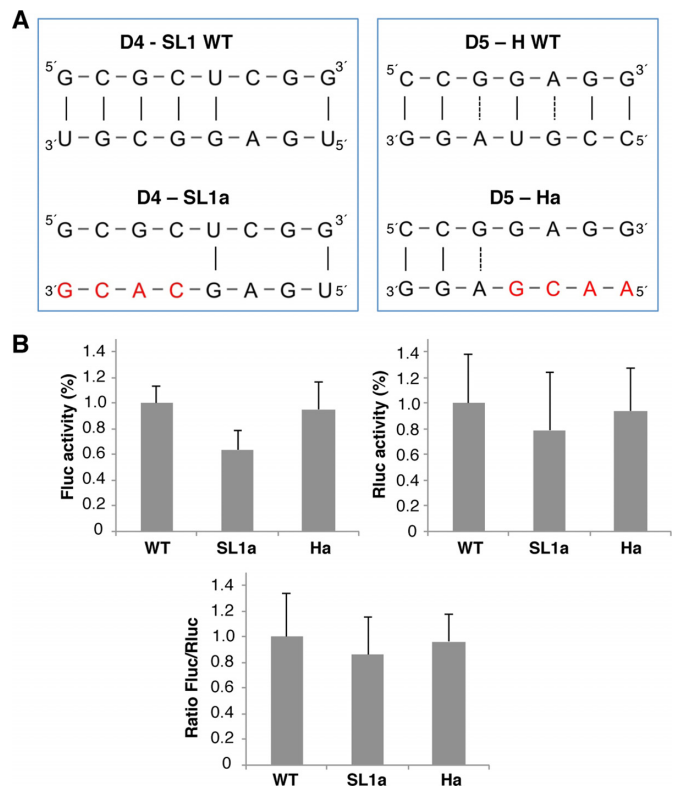 A
D4 - SL1 WT
5´G–C–G–C–U–C–G–G3´
3´U–G–C–G–G–A–G–U5´
D4 – SL1a
5´G–C–G–C–U–C–G–G3´
3´G–C–A–C–G–A–G–U5´
D5 – H WT
5´C–C–G–G–A–G–G3´
3´G–G–A–U–G–C–C5´
D5 – Ha
5´C–C–G–G–A–G–G3´
3´G–G–A–G–C–A–A5´
B
Fluc activity (%)
1.4
1.2
1.0
0.8
0.6
0.4
0.2
0
WT SL1a Ha
Rluc activity (%)
1.4
1.2
1.0
0.8
0.6
0.4
0.2
0
WT SL1a Ha
Ratio Fluc/Rluc
1.4
1.2
1.0
0.8
0.6
0.4
0.2
0
WT SL1a Ha